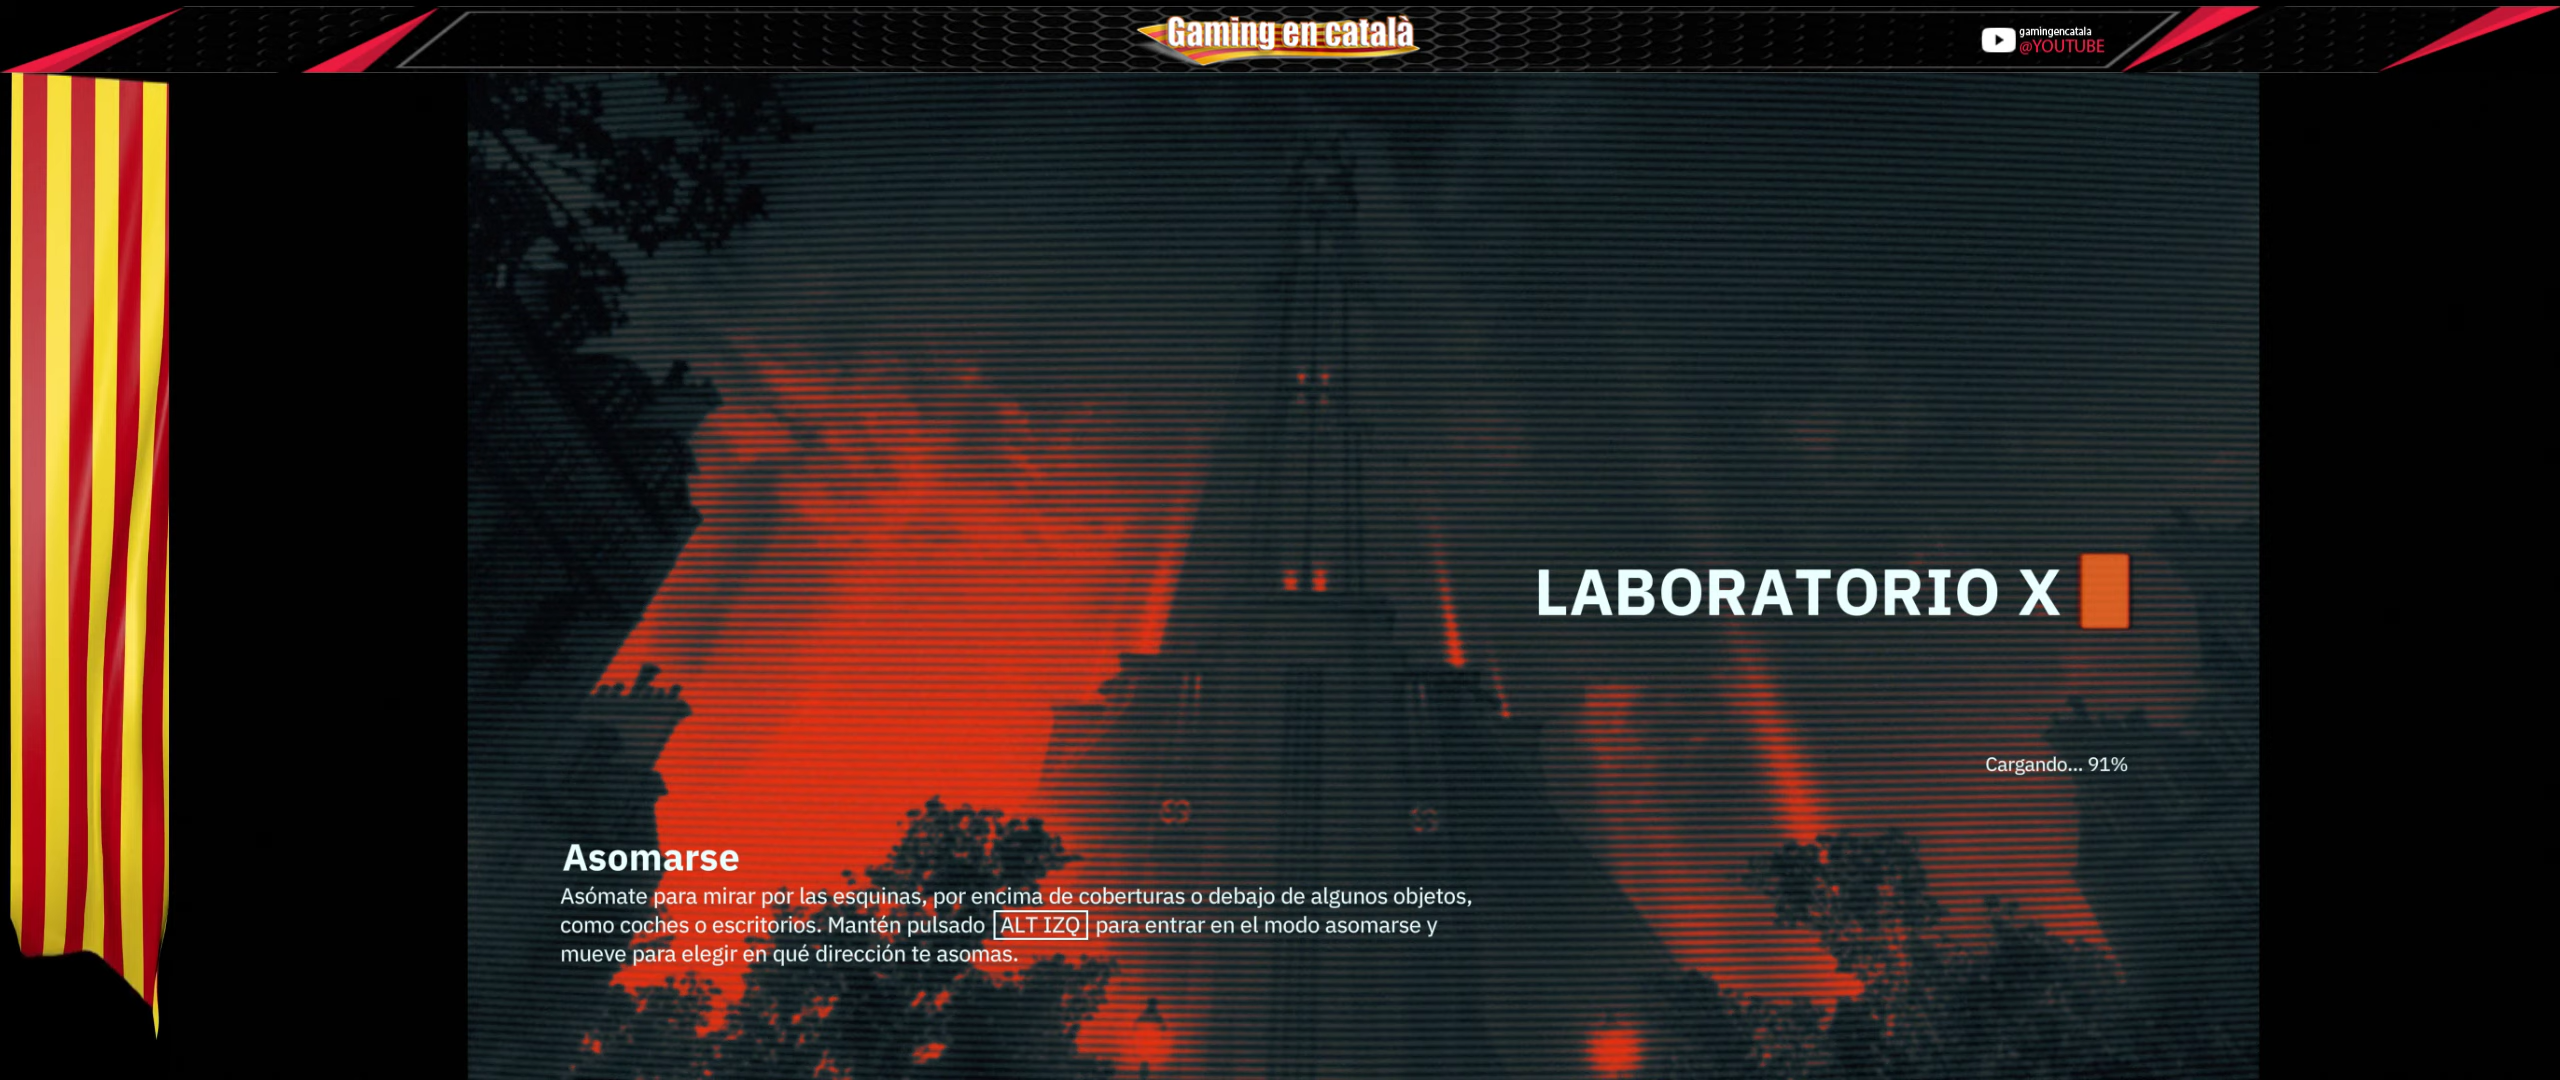 Gaming en català
gamingencatala
@YOUTUBE
LABORATORIO X
Cargando... 91%
Asomarse
Asómate para mirar por las esquinas, por encima de coberturas o debajo de algunos objetos,
como coches o escritorios. Mantén pulsado ALT IZQ para entrar en el modo asomarse y
mueve para elegir en qué dirección te asomas.